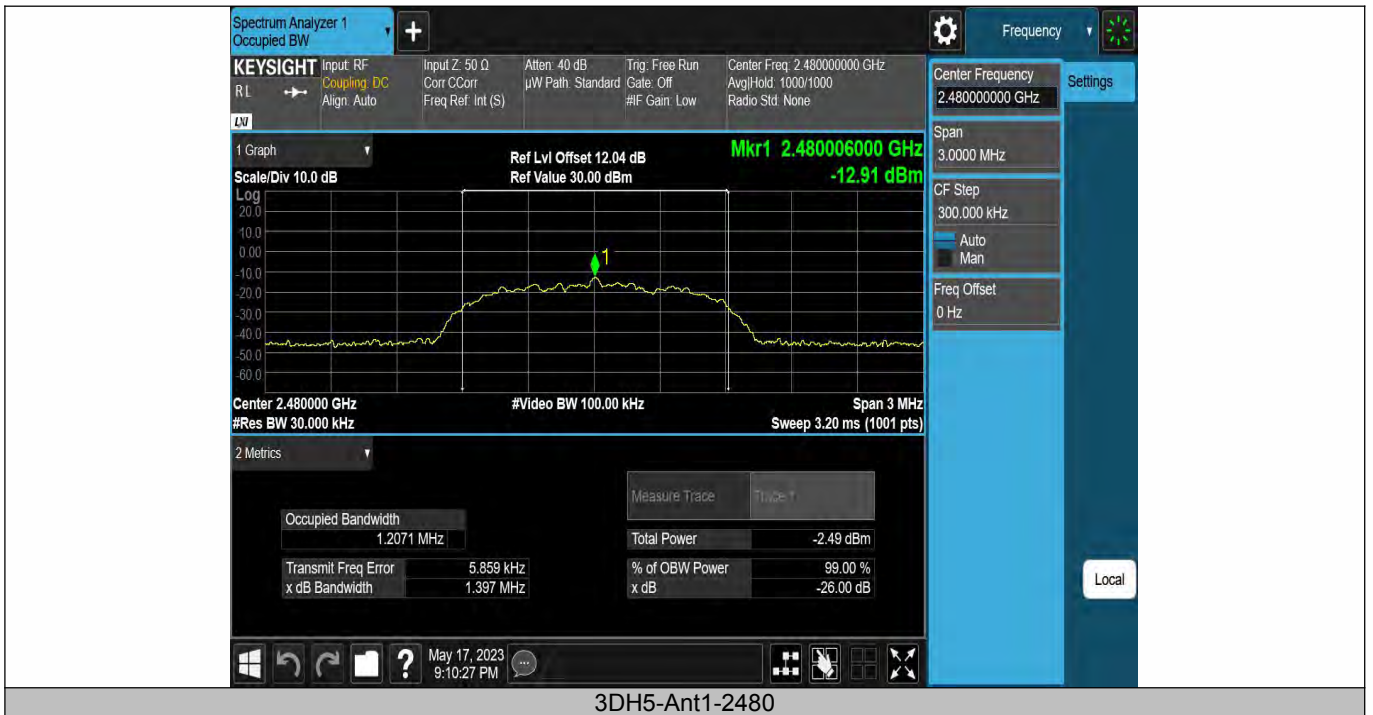 Spectrum Analyzer 1
Occupied BW
+
Frequency
KEYSIGHT
R L
LXI
Input: RF
Coupling: DC
Align: Auto
Input Z: 50 Ω
Corr CCorr
Freq Ref: Int (S)
Atten: 40 dB
µW Path: Standard
Trig: Free Run
Gate: Off
#IF Gain: Low
Center Freq: 2.480000000 GHz
Avg|Hold: 1000/1000
Radio Std: None
Center Frequency
2.480000000 GHz
Settings
Span
3.0000 MHz
CF Step
300.000 kHz
Auto
Man
Freq Offset
0 Hz
Local
1 Graph
Scale/Div 10.0 dB
Ref Lvl Offset 12.04 dB
Ref Value 30.00 dBm
Mkr1 2.480006000 GHz
-12.91 dBm
Log
20.0
10.0
0.00
-10.0
-20.0
-30.0
-40.0
-50.0
-60.0
1
Center 2.480000 GHz
#Res BW 30.000 kHz
#Video BW 100.00 kHz
Span 3 MHz
Sweep 3.20 ms (1001 pts)
2 Metrics
Measure Trace Trace 1
Occupied Bandwidth
1.2071 MHz
Total Power -2.49 dBm
Transmit Freq Error 5.859 kHz
% of OBW Power 99.00 %
x dB Bandwidth 1.397 MHz
x dB -26.00 dB
?
May 17, 2023
9:10:27 PM
3DH5-Ant1-2480